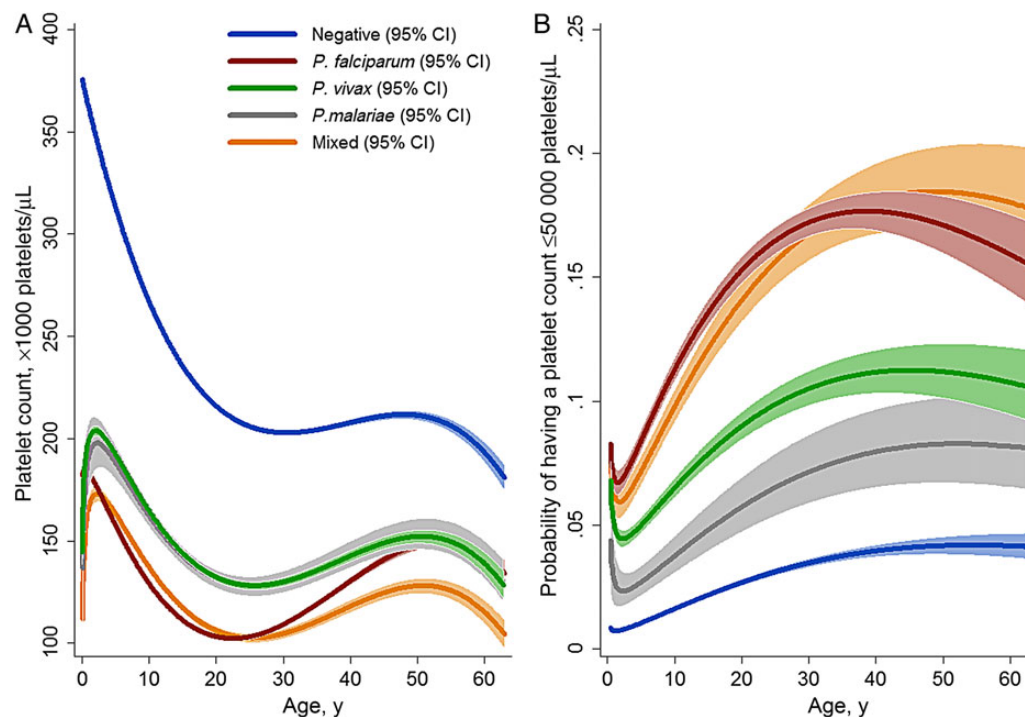 A
Platelet count, ×1000 platelets/μL
400
350
300
250
200
150
100
Negative (95% CI)
P. falciparum (95% CI)
P. vivax (95% CI)
P.malariae (95% CI)
Mixed (95% CI)
0
10
20
30
40
50
60
Age, y
B
Probability of having a platelet count ≤50 000 platelets/μL
.25
.2
.15
.1
.05
0
0
10
20
30
40
50
60
Age, y